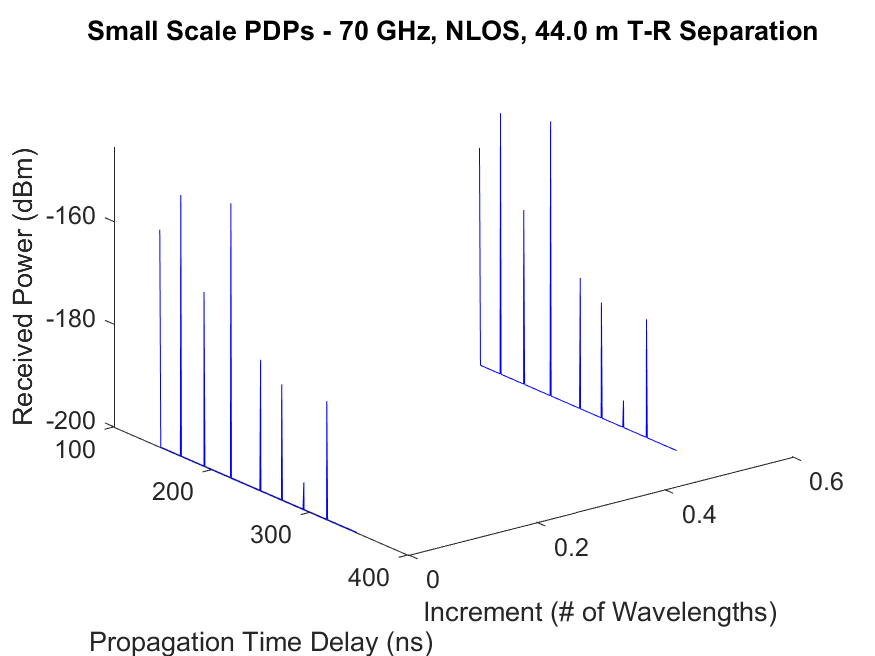 Small Scale PDPs - 70 GHz, NLOS, 44.0 m T-R Separation
Received Power (dBm)
-160
-180
-200
100
200
300
400
0
0.2
0.4
0.6
Increment (# of Wavelengths)
Propagation Time Delay (ns)